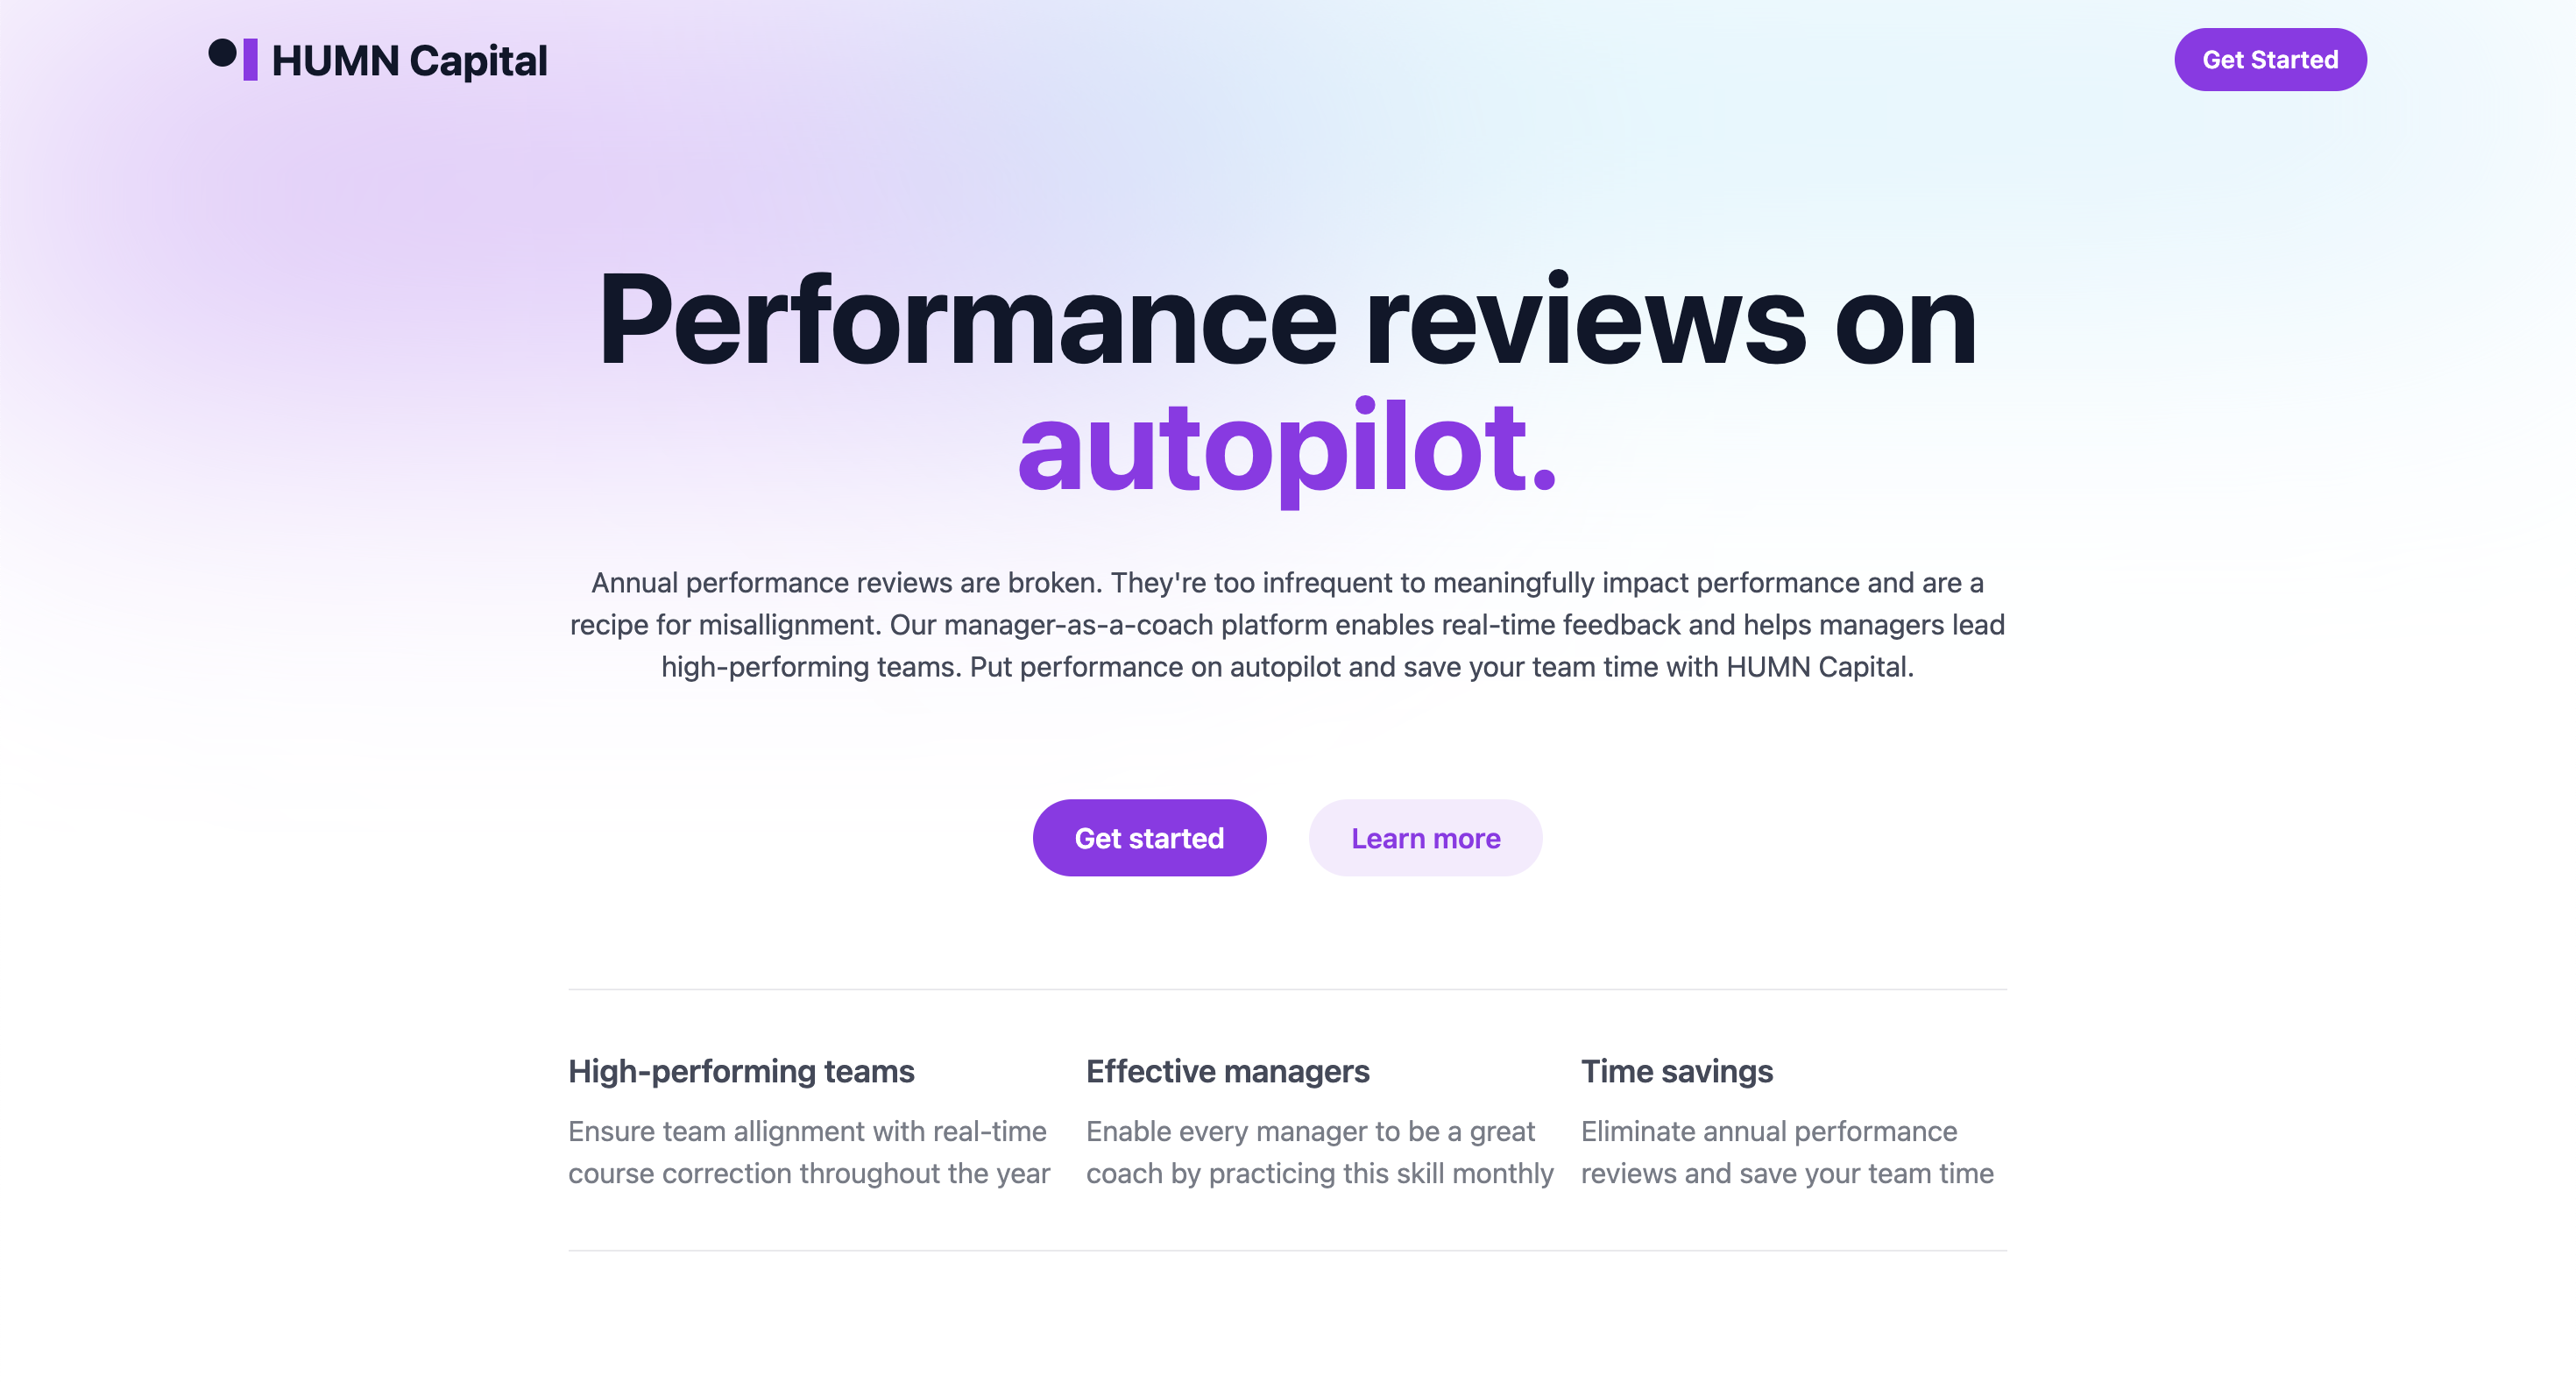 HUMN Capital
Get Started
Performance reviews on
autopilot.
Annual performance reviews are broken. They're too infrequent to meaningfully impact performance and are a
recipe for misallignment. Our manager-as-a-coach platform enables real-time feedback and helps managers lead
high-performing teams. Put performance on autopilot and save your team time with HUMN Capital.
Get started
Learn more
High-performing teams
Ensure team allignment with real-time
course correction throughout the year
Effective managers
Enable every manager to be a great
coach by practicing this skill monthly
Time savings
Eliminate annual performance
reviews and save your team time